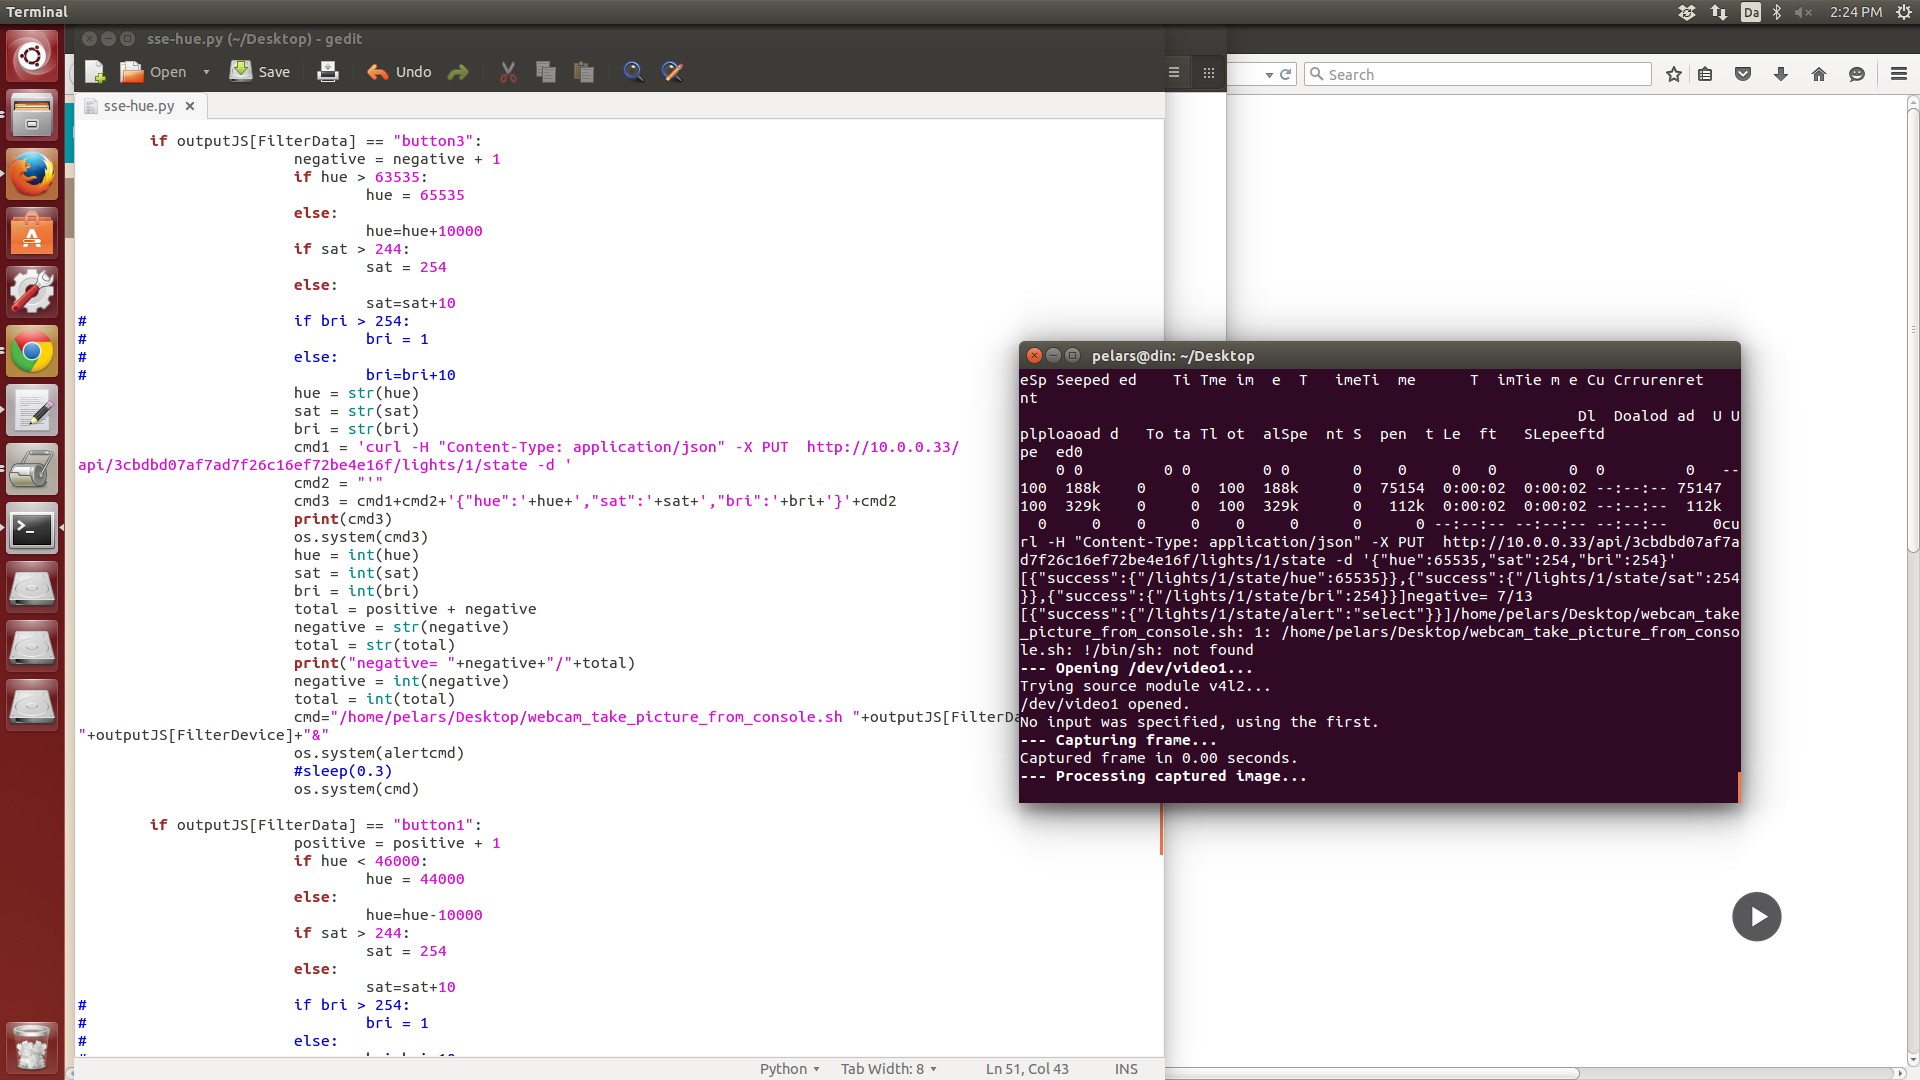 Terminal
Da
2:24 PM
sse-hue.py (~/Desktop) - gedit
Open
Save
Undo
Search
sse-hue.py ×
if outputJS[FilterData] == "button3":
negative = negative + 1
if hue > 63535:
hue = 65535
else:
hue=hue+10000
if sat > 244:
sat = 254
else:
sat=sat+10
# if bri > 254:
# bri = 1
# else:
# bri=bri+10
hue = str(hue)
sat = str(sat)
bri = str(bri)
cmd1 = 'curl -H "Content-Type: application/json" -X PUT  http://10.0.0.33/
api/3cbdbd07af7ad7f26c16ef72be4e16f/lights/1/state -d '
cmd2 = "'"
cmd3 = cmd1+cmd2+'{"hue":'+hue+',"sat":'+sat+',"bri":'+bri+'}'+cmd2
print(cmd3)
os.system(cmd3)
hue = int(hue)
sat = int(sat)
bri = int(bri)
total = positive + negative
negative = str(negative)
total = str(total)
print("negative= "+negative+"/"+total)
negative = int(negative)
total = int(total)
cmd="/home/pelars/Desktop/webcam_take_picture_from_console.sh "+outputJS[FilterDa
"+outputJS[FilterDevice]+"&"
os.system(alertcmd)
#sleep(0.3)
os.system(cmd)
if outputJS[FilterData] == "button1":
positive = positive + 1
if hue < 46000:
hue = 44000
else:
hue=hue-10000
if sat > 244:
sat = 254
else:
sat=sat+10
# if bri > 254:
# bri = 1
# else:
Python
Tab Width: 8
Ln 51, Col 43
INS
pelars@din: ~/Desktop
eSp Seeped ed    Ti Tme im  e  T   imeTi  me      T  imTie m e Cu Crrurenret
nt
Dl  Doalod ad  U U
plploaoad d   To ta Tl ot  alSpe  nt S  pen  t Le  ft   SLepeeftd
pe  ed0
0 0         0 0        0 0       0    0     0   0        0  0         0   --
100  188k    0     0  100  188k      0  75154  0:00:02  0:00:02 --:--:-- 75147
100  329k    0     0  100  329k      0   112k  0:00:02  0:00:02 --:--:--  112k
0     0    0     0    0     0      0      0 --:--:-- --:--:-- --:--:--     0cu
rl -H "Content-Type: application/json" -X PUT  http://10.0.0.33/api/3cbdbd07af7a
d7f26c16ef72be4e16f/lights/1/state -d '{"hue":65535,"sat":254,"bri":254}'
[{"success":{"/lights/1/state/hue":65535}},{"success":{"/lights/1/state/sat":254
}},{"success":{"/lights/1/state/bri":254}}]negative= 7/13
[{"success":{"/lights/1/state/alert":"select"}}]/home/pelars/Desktop/webcam_take
_picture_from_console.sh: 1: /home/pelars/Desktop/webcam_take_picture_from_conso
le.sh: !/bin/sh: not found
--- Opening /dev/video1...
Trying source module v4l2...
/dev/video1 opened.
No input was specified, using the first.
--- Capturing frame...
Captured frame in 0.00 seconds.
--- Processing captured image...